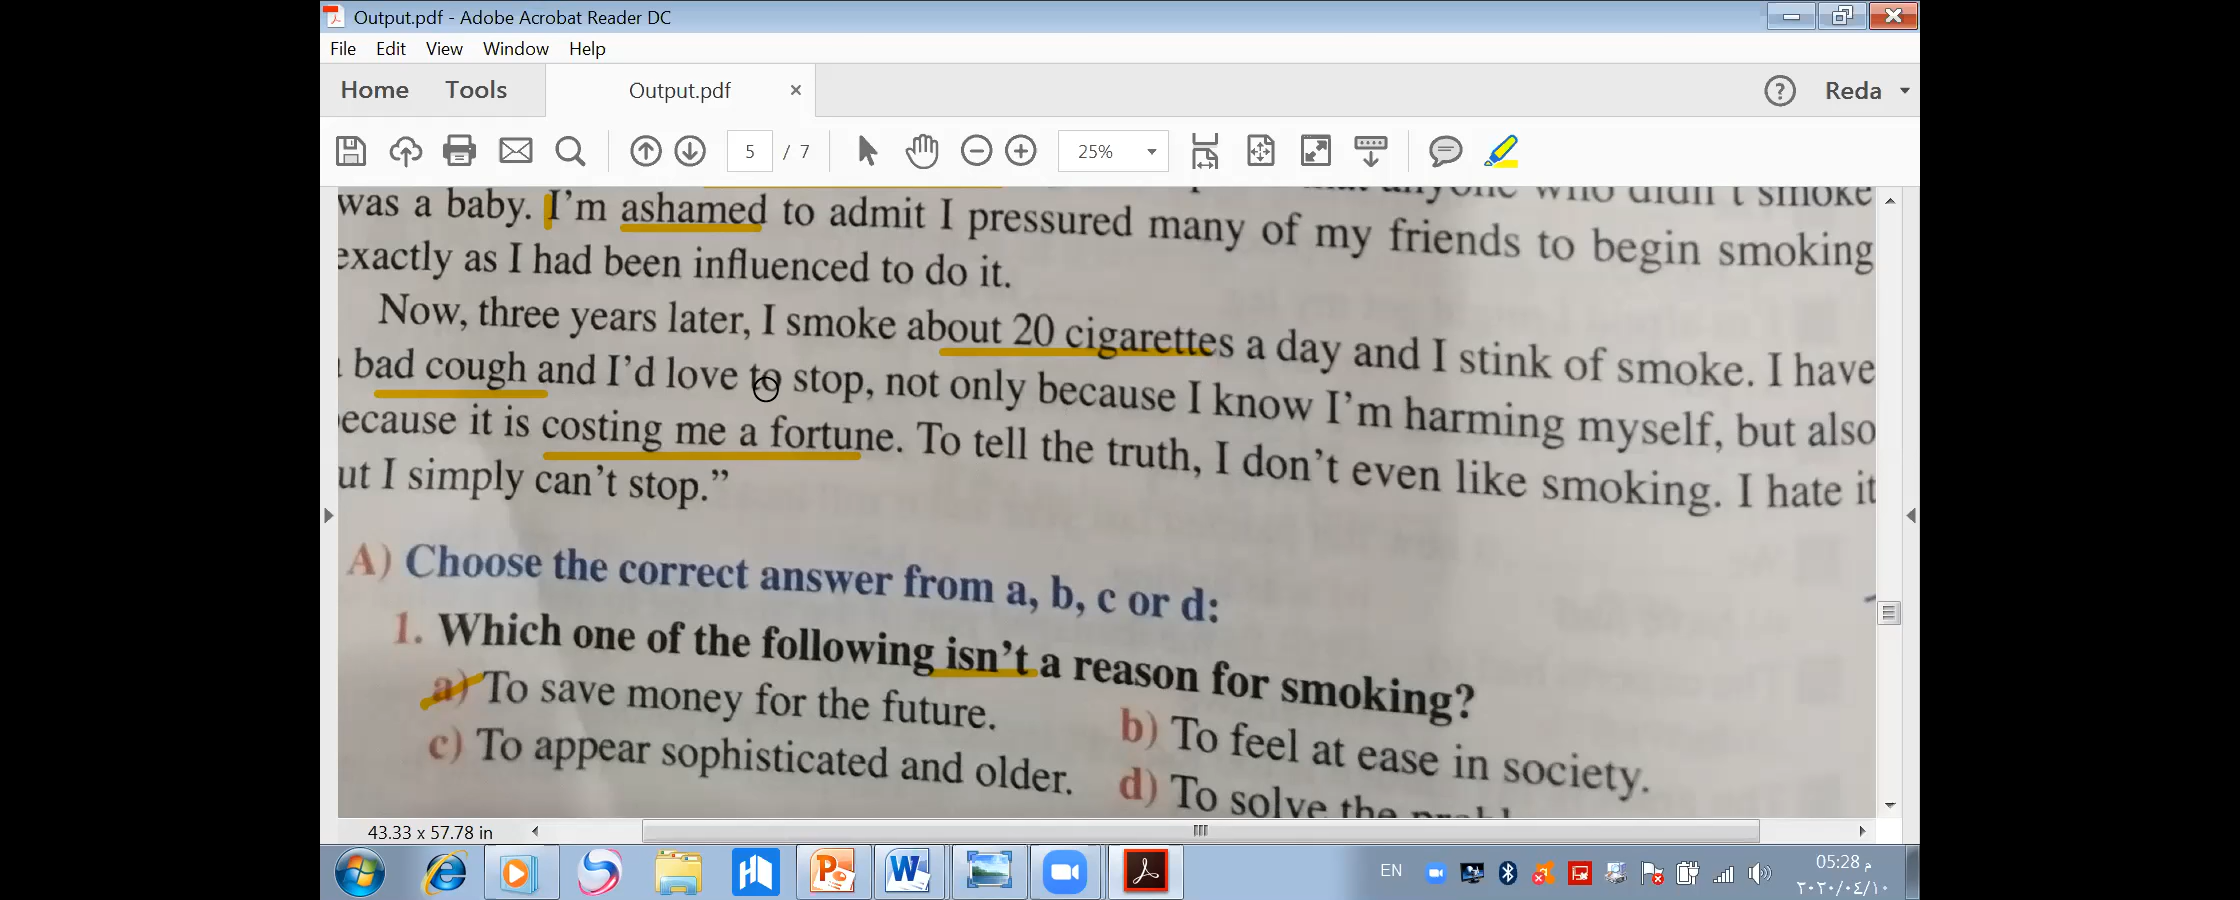 Output.pdf - Adobe Acrobat Reader DC
File Edit View Window Help
Home Tools Output.pdf × ? Reda
5 / 7 25%
anyone who didn't smoke
was a baby. I'm ashamed to admit I pressured many of my friends to begin smoking
exactly as I had been influenced to do it.
Now, three years later, I smoke about 20 cigarettes a day and I stink of smoke. I have
bad cough and I'd love to stop, not only because I know I'm harming myself, but also
ecause it is costing me a fortune. To tell the truth, I don't even like smoking. I hate it
ut I simply can't stop."
A) Choose the correct answer from a, b, c or d:
1. Which one of the following isn't a reason for smoking?
a) To save money for the future.
b) To feel at ease in society.
c) To appear sophisticated and older.
d) To solve the
43.33 x 57.78 in
EN
05:28 م
٢٠٢٠/٠٤/١٠